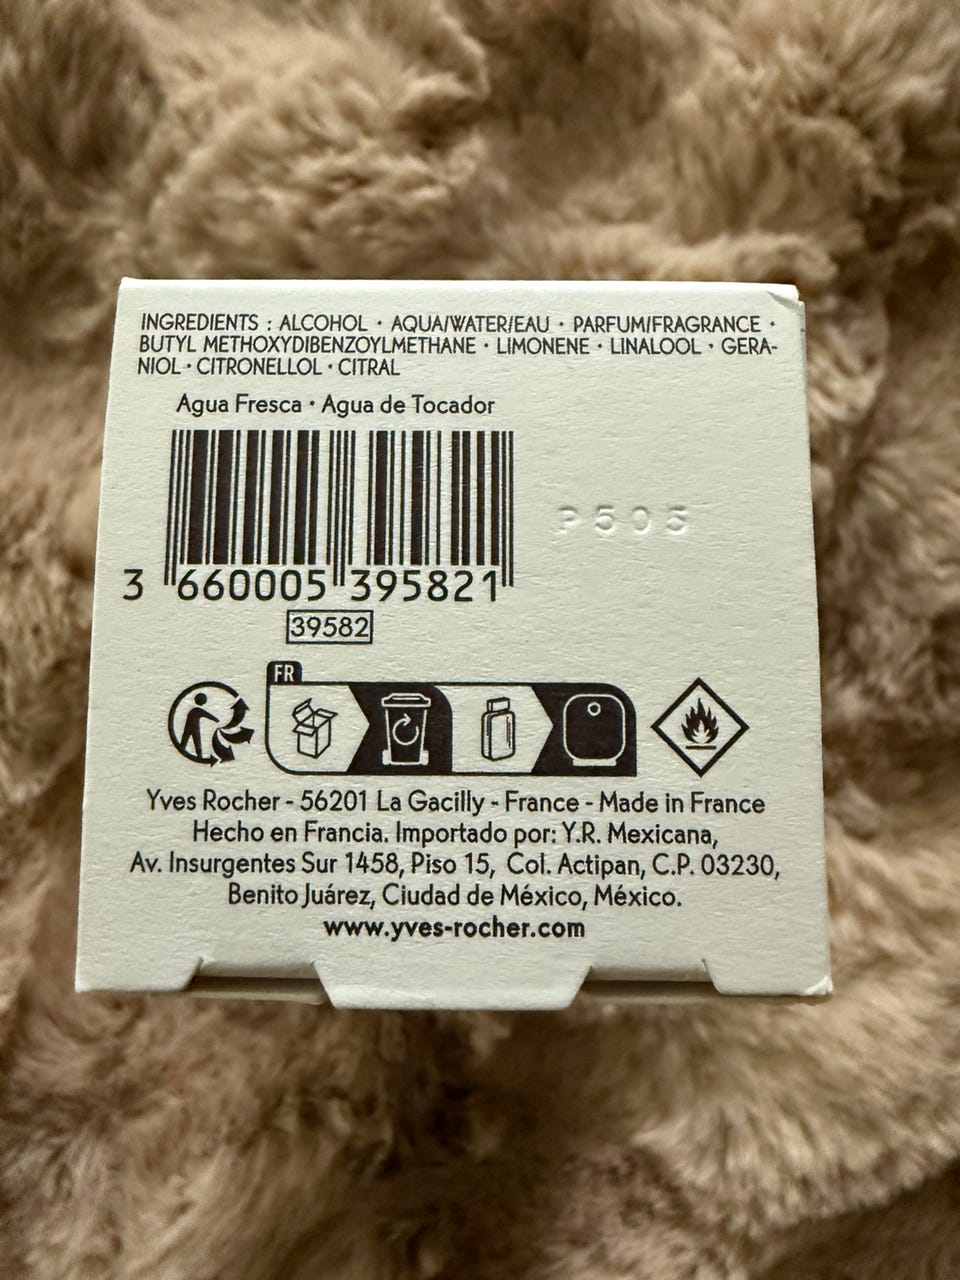 INGREDIENTS : ALCOHOL · AQUA/WATER/EAU · PARFUM/FRAGRANCE ·
BUTYL METHOXYDIBENZOYLMETHANE · LIMONENE · LINALOOL · GERA-
NIOL · CITRONELLOL · CITRAL
Agua Fresca · Agua de Tocador
P505
3 660005 395821
39582
FR
Yves Rocher - 56201 La Gacilly - France - Made in France
Hecho en Francia. Importado por: Y.R. Mexicana,
Av. Insurgentes Sur 1458, Piso 15, Col. Actipan, C.P. 03230,
Benito Juárez, Ciudad de México, México.
www.yves-rocher.com